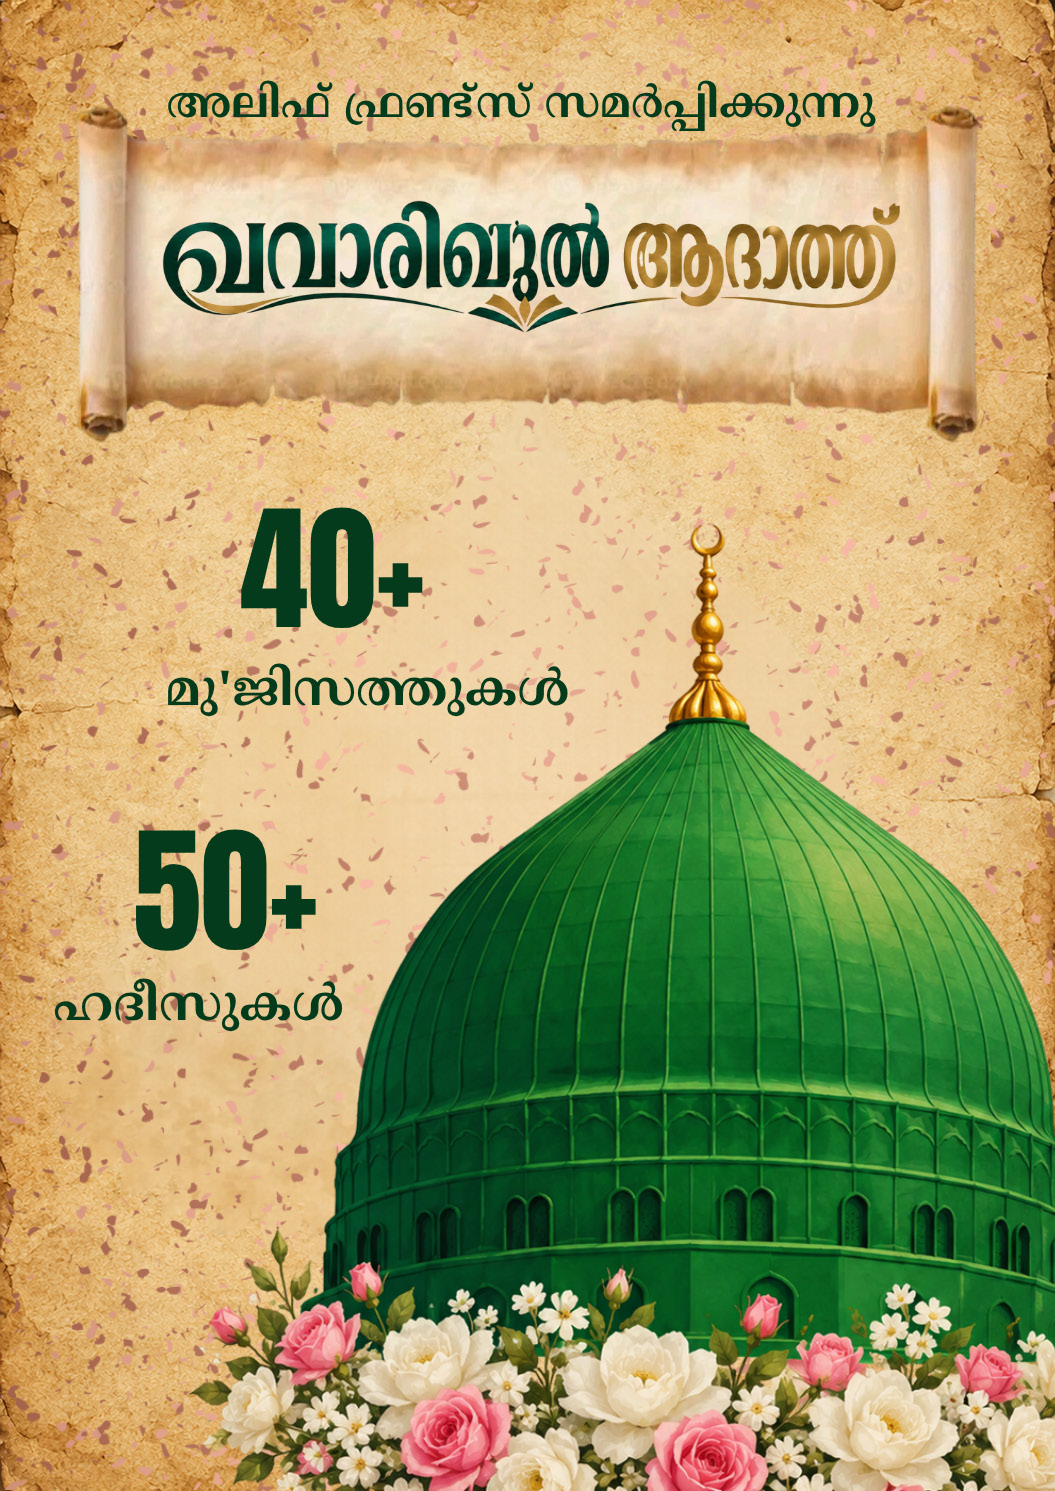 അലിഫ് ഫ്രണ്ട്സ് സമർപ്പിക്കുന്നു
ഖവാരിഖുൽ ആദാത്ത്
40+
മു'ജിസത്തുകൾ
50+
ഹദീസുകൾ